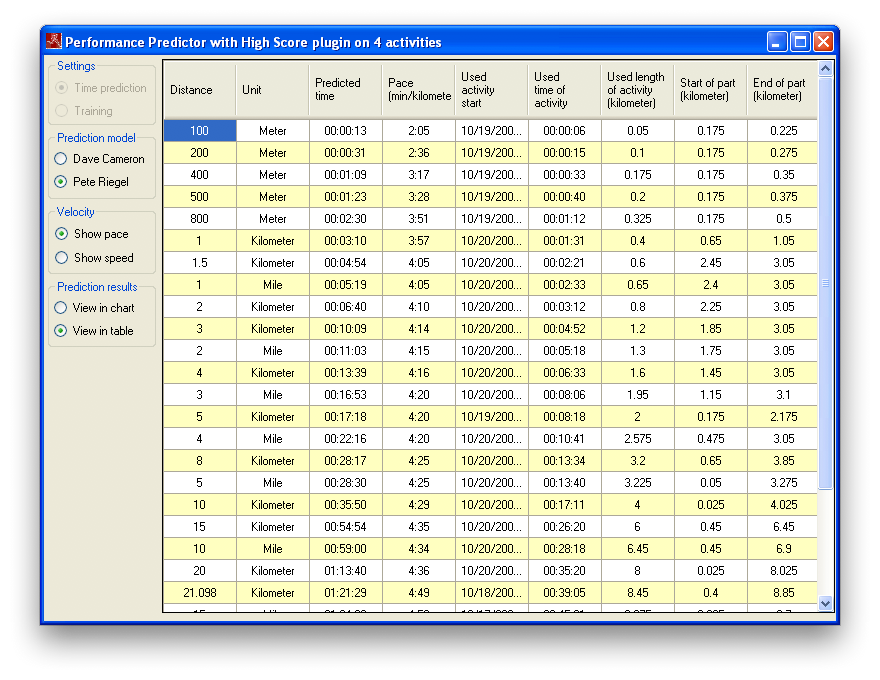 Performance Predictor with High Score plugin on 4 activities
Settings
Time prediction
Training
Prediction model
Dave Cameron
Pete Riegel
Velocity
Show pace
Show speed
Prediction results
View in chart
View in table
Distance Unit Predicted time Pace (min/kilomete Used activity start Used time of activity Used length of activity (kilometer) Start of part (kilometer) End of part (kilometer)
100 Meter 00:00:13 2:05 10/19/200... 00:00:06 0.05 0.175 0.225
200 Meter 00:00:31 2:36 10/19/200... 00:00:15 0.1 0.175 0.275
400 Meter 00:01:09 3:17 10/19/200... 00:00:33 0.175 0.175 0.35
500 Meter 00:01:23 3:28 10/19/200... 00:00:40 0.2 0.175 0.375
800 Meter 00:02:30 3:51 10/19/200... 00:01:12 0.325 0.175 0.5
1 Kilometer 00:03:10 3:57 10/20/200... 00:01:31 0.4 0.65 1.05
1.5 Kilometer 00:04:54 4:05 10/20/200... 00:02:21 0.6 2.45 3.05
1 Mile 00:05:19 4:05 10/20/200... 00:02:33 0.65 2.4 3.05
2 Kilometer 00:06:40 4:10 10/20/200... 00:03:12 0.8 2.25 3.05
3 Kilometer 00:10:09 4:14 10/20/200... 00:04:52 1.2 1.85 3.05
2 Mile 00:11:03 4:15 10/20/200... 00:05:18 1.3 1.75 3.05
4 Kilometer 00:13:39 4:16 10/20/200... 00:06:33 1.6 1.45 3.05
3 Mile 00:16:53 4:20 10/20/200... 00:08:06 1.95 1.15 3.1
5 Kilometer 00:17:18 4:20 10/19/200... 00:08:18 2 0.175 2.175
4 Mile 00:22:16 4:20 10/20/200... 00:10:41 2.575 0.475 3.05
8 Kilometer 00:28:17 4:25 10/20/200... 00:13:34 3.2 0.65 3.85
5 Mile 00:28:30 4:25 10/20/200... 00:13:40 3.225 0.05 3.275
10 Kilometer 00:35:50 4:29 10/20/200... 00:17:11 4 0.025 4.025
15 Kilometer 00:54:54 4:35 10/20/200... 00:26:20 6 0.45 6.45
10 Mile 00:59:00 4:34 10/20/200... 00:28:18 6.45 0.45 6.9
20 Kilometer 01:13:40 4:36 10/20/200... 00:35:20 8 0.025 8.025
21.098 Kilometer 01:21:29 4:49 10/18/200... 00:39:05 8.45 0.4 8.85